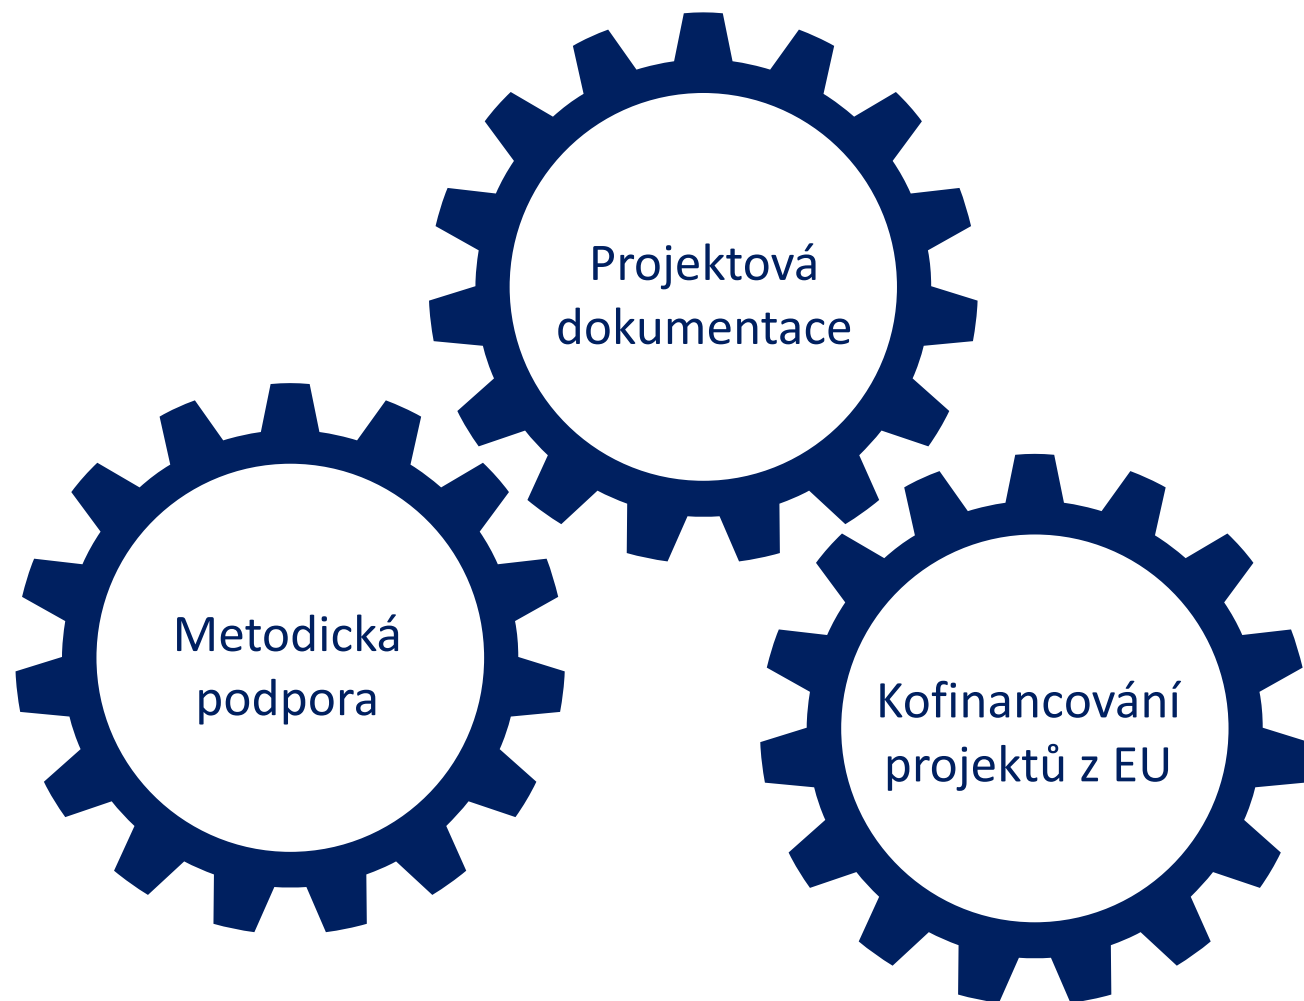 Projektová
dokumentace
Metodická
podpora
Kofinancování
projektů z EU